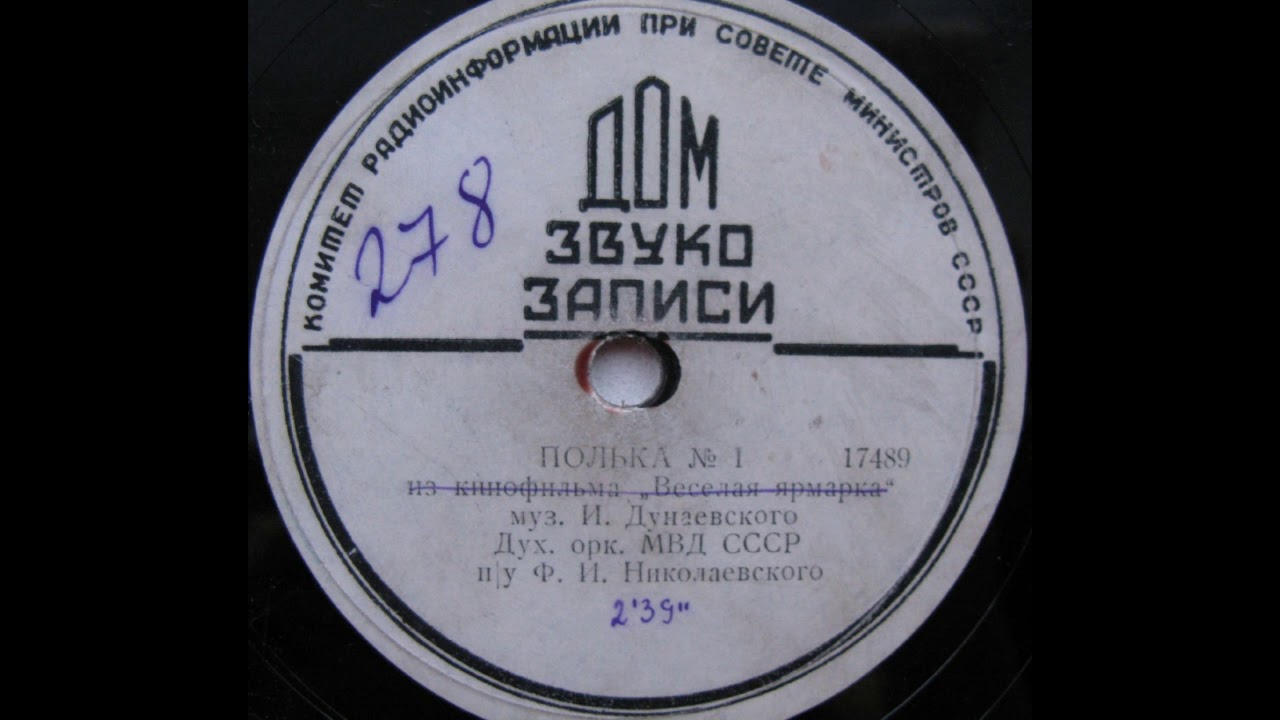 КОМИТЕТ РАДИОИНФОРМАЦИИ ПРИ СОВЕТЕ МИНИСТРОВ СССР
278
ДОМ
ЗВУКО
ЗАПИСИ
ПОЛЬКА № 1 17489
из кинофильма „Веселая ярмарка“
муз. И. Дунаевского
Дух. орк. МВД СССР
п/у Ф. И. Николаевского
2'39"